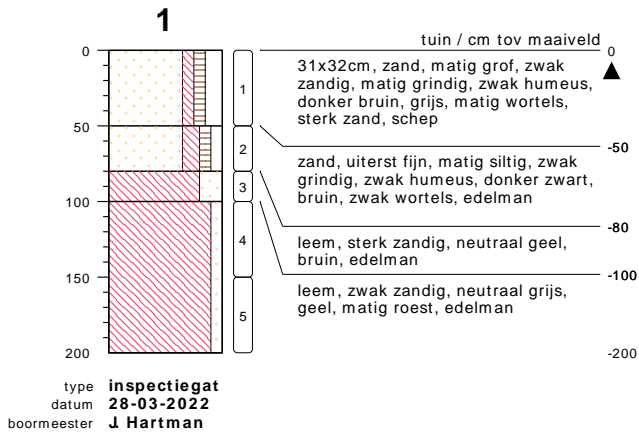 1
tuin / cm tov maaiveld
0
0
31x32cm, zand, matig grof, zwak
zandig, matig grindig, zwak humeus,
donker bruin, grijs, matig wortels,
sterk zand, schep
1
50
-50
zand, uiterst fijn, matig siltig, zwak
grindig, zwak humeus, donker zwart,
bruin, zwak wortels, edelman
2
-80
leem, sterk zandig, neutraal geel,
bruin, edelman
3
100
-100
leem, zwak zandig, neutraal grijs,
geel, matig roest, edelman
4
150
5
200
-200
type inspectiegat
datum 28-03-2022
boormeester J. Hartman